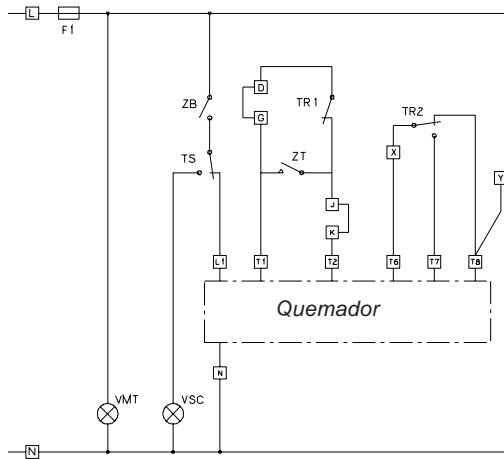 L
F1
D
ZB
G
TR1
TR2
X
TS
ZT
Y
J
K
L1
T1
T2
T6
T7
T8
Quemador
N
VMT
VSC
N